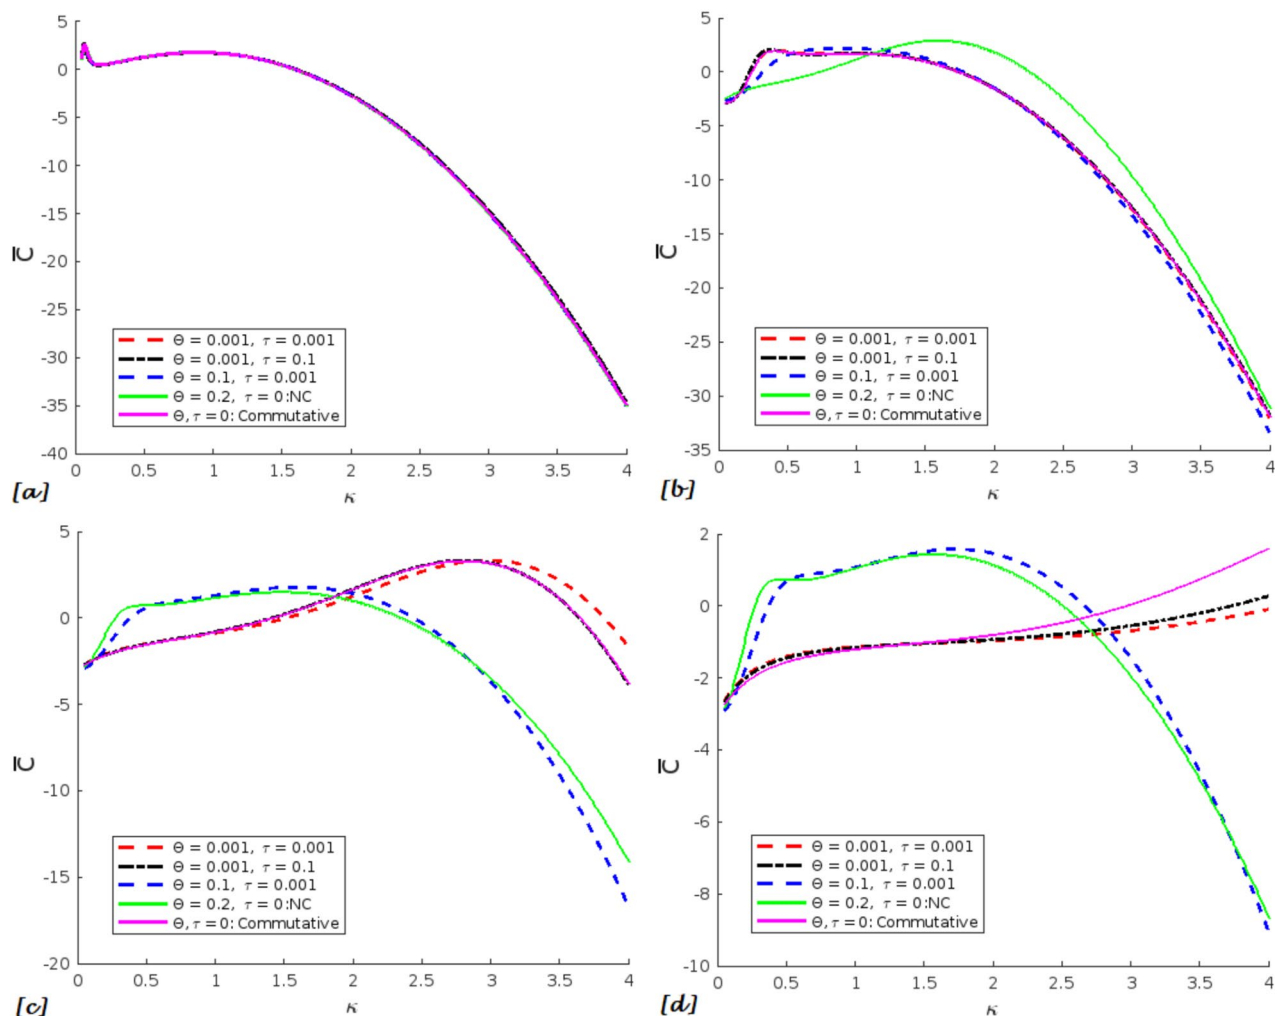 5
0
-5
-10
-15
-20
-25
-30
-35
-40
C
Θ = 0.001, τ = 0.001
Θ = 0.001, τ = 0.1
Θ = 0.1, τ = 0.001
Θ = 0.2, τ = 0:NC
Θ, τ = 0: Commutative
0 0.5 1 1.5 2 2.5 3 3.5 4
[a]
κ
5
0
-5
-10
-15
-20
-25
-30
-35
C
Θ = 0.001, τ = 0.001
Θ = 0.001, τ = 0.1
Θ = 0.1, τ = 0.001
Θ = 0.2, τ = 0:NC
Θ, τ = 0: Commutative
0 0.5 1 1.5 2 2.5 3 3.5 4
[b]
κ
5
0
-5
-10
-15
-20
C
Θ = 0.001, τ = 0.001
Θ = 0.001, τ = 0.1
Θ = 0.1, τ = 0.001
Θ = 0.2, τ = 0:NC
Θ, τ = 0: Commutative
0 0.5 1 1.5 2 2.5 3 3.5 4
[c]
κ
2
0
-2
-4
-6
-8
-10
C
Θ = 0.001, τ = 0.001
Θ = 0.001, τ = 0.1
Θ = 0.1, τ = 0.001
Θ = 0.2, τ = 0:NC
Θ, τ = 0: Commutative
0 0.5 1 1.5 2 2.5 3 3.5 4
[d]
κ